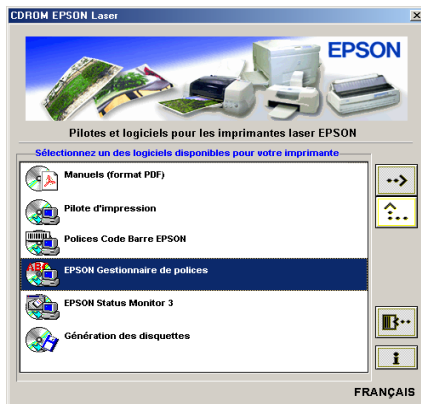 CDROM EPSON Laser
EPSON
Pilotes et logiciels pour les imprimantes laser EPSON
Sélectionnez un des logiciels disponibles pour votre imprimante
Manuels (format PDF)
Pilote d'impression
Polices Code Barre EPSON
EPSON Gestionnaire de polices
EPSON Status Monitor 3
Génération des disquettes
FRANÇAIS